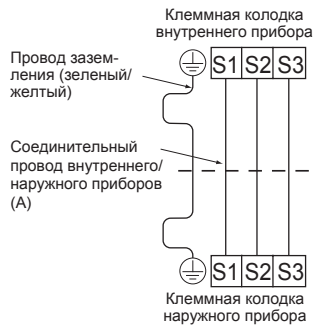 Клеммная колодка
внутреннего прибора
Провод зазем-
ления (зеленый/
желтый)
S1 S2 S3
Соединительный
провод внутреннего/
наружного приборов
(A)
S1 S2 S3
Клеммная колодка
наружного прибора